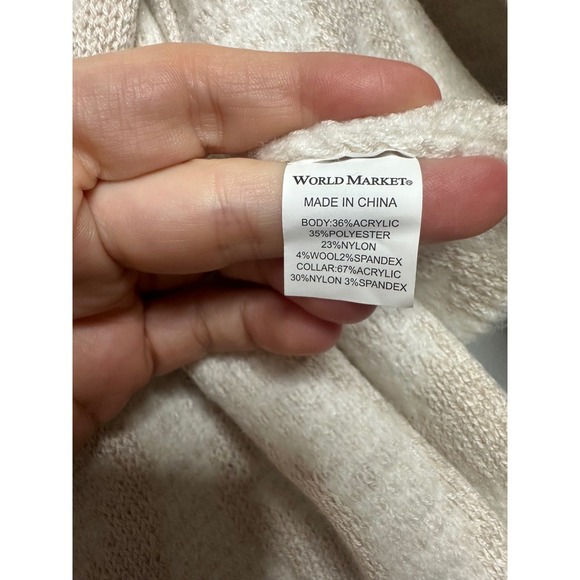 WORLD MARKET®
MADE IN CHINA
BODY:36%ACRYLIC
35%POLYESTER
23%NYLON
4%WOOL2%SPANDEX
COLLAR:67%ACRYLIC
30%NYLON 3%SPANDEX